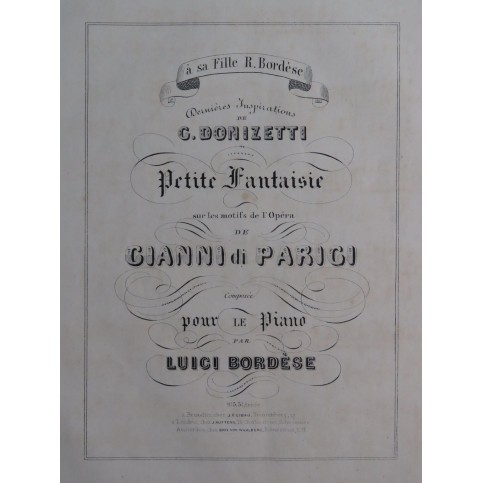 à sa Fille R. Bordèse
Dernières Inspirations
DE
G. DONIZETTI
Petite Fantaisie
sur les motifs de l'Opéra
DE
GIANNI di PARIGI
Composée
pour LE Piano
PAR
LUIGI BORDÈSE